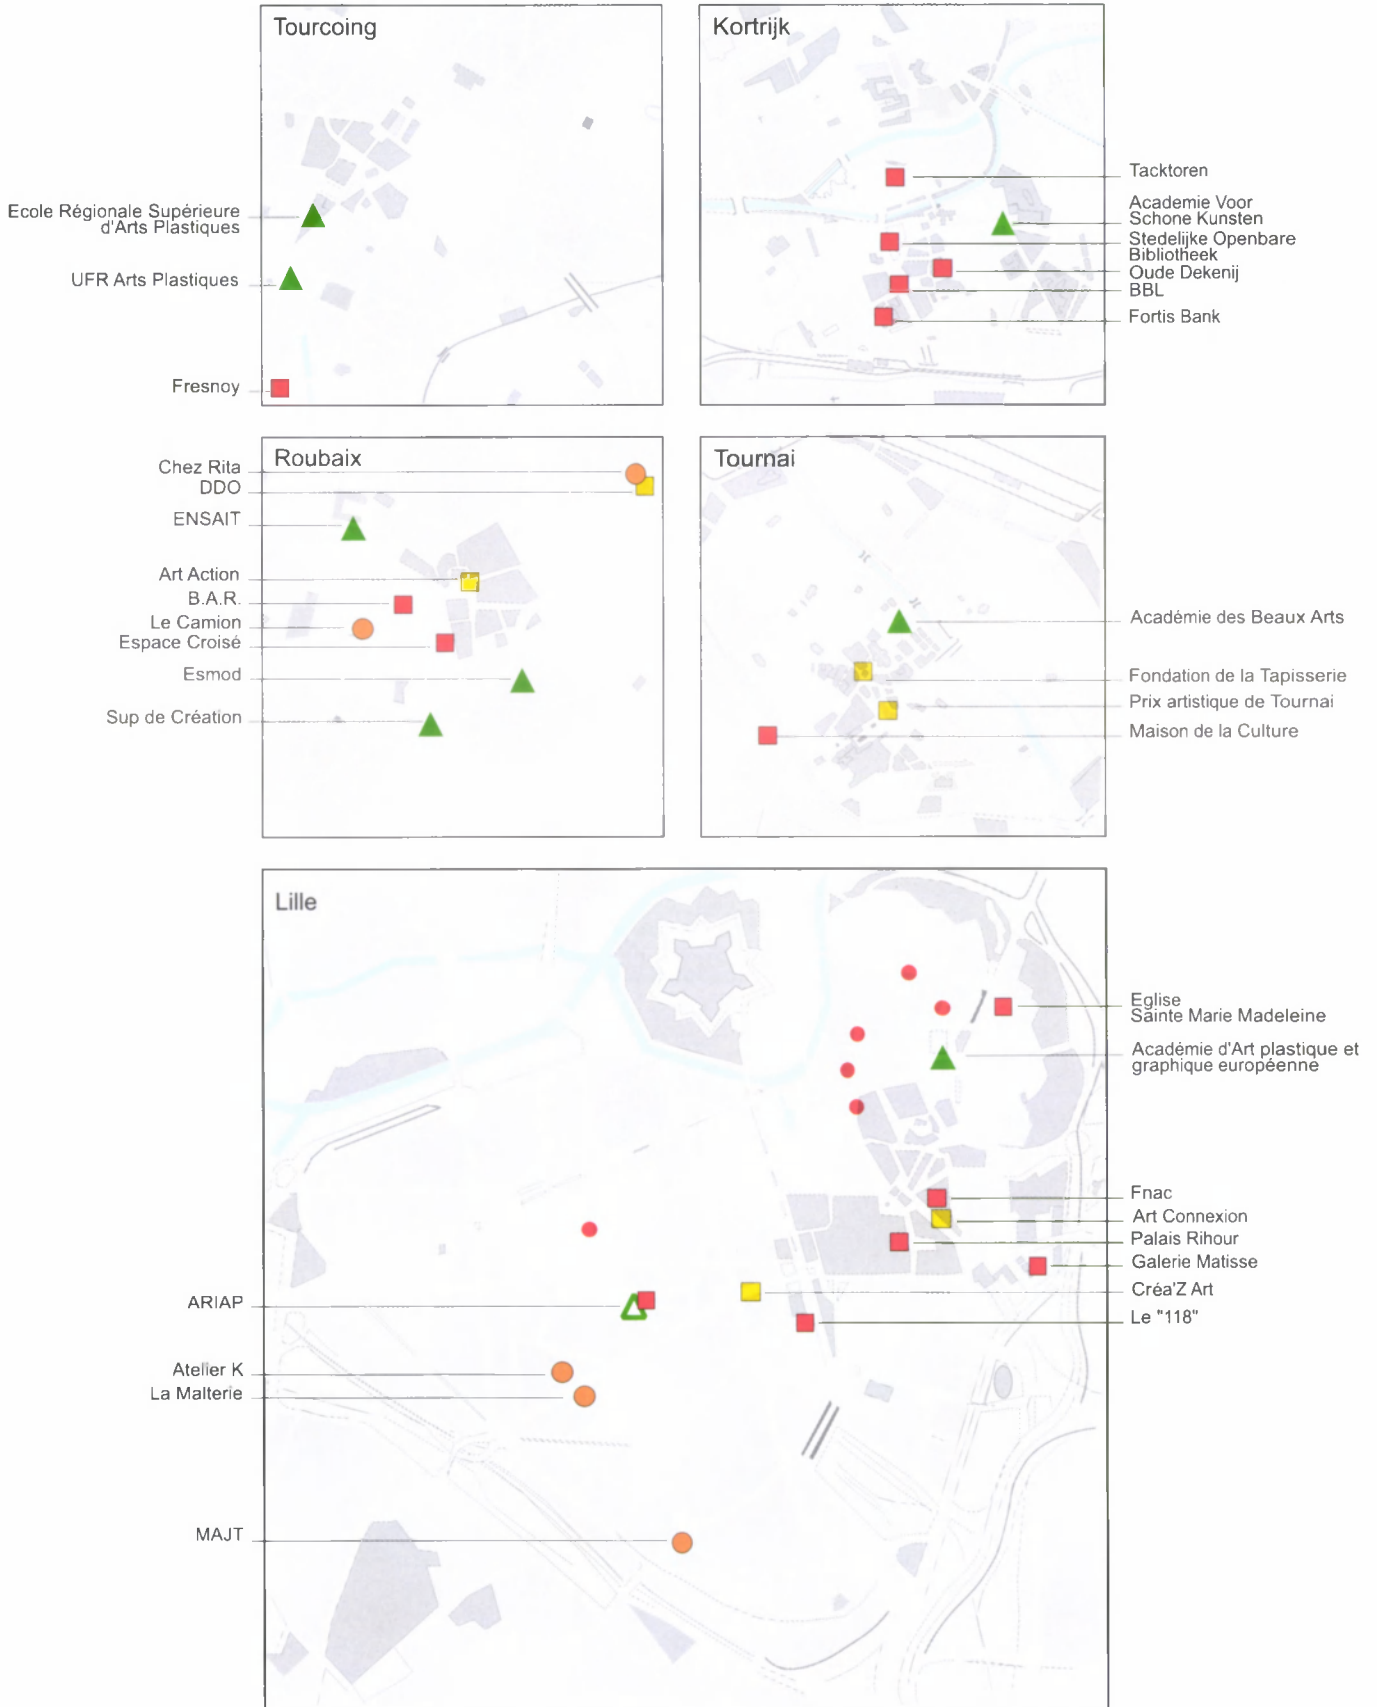 Tourcoing
Ecole Régionale Supérieure
d'Arts Plastiques
UFR Arts Plastiques
Fresnoy
Kortrijk
Tacktoren
Academie Voor
Schone Kunsten
Stedelijke Openbare
Bibliotheek
Oude Dekenij
BBL
Fortis Bank
Roubaix
Chez Rita
DDO
ENSAIT
Art Action
B.A.R.
Le Camion
Espace Croisé
Esmod
Sup de Création
Tournai
Académie des Beaux Arts
Fondation de la Tapisserie
Prix artistique de Tournai
Maison de la Culture
Lille
Eglise
Sainte Marie Madeleine
Académie d'Art plastique et
graphique européenne
Fnac
Art Connexion
Palais Rihour
Galerie Matisse
Créa'Z Art
Le "118"
ARIAP
Atelier K
La Malterie
MAJT